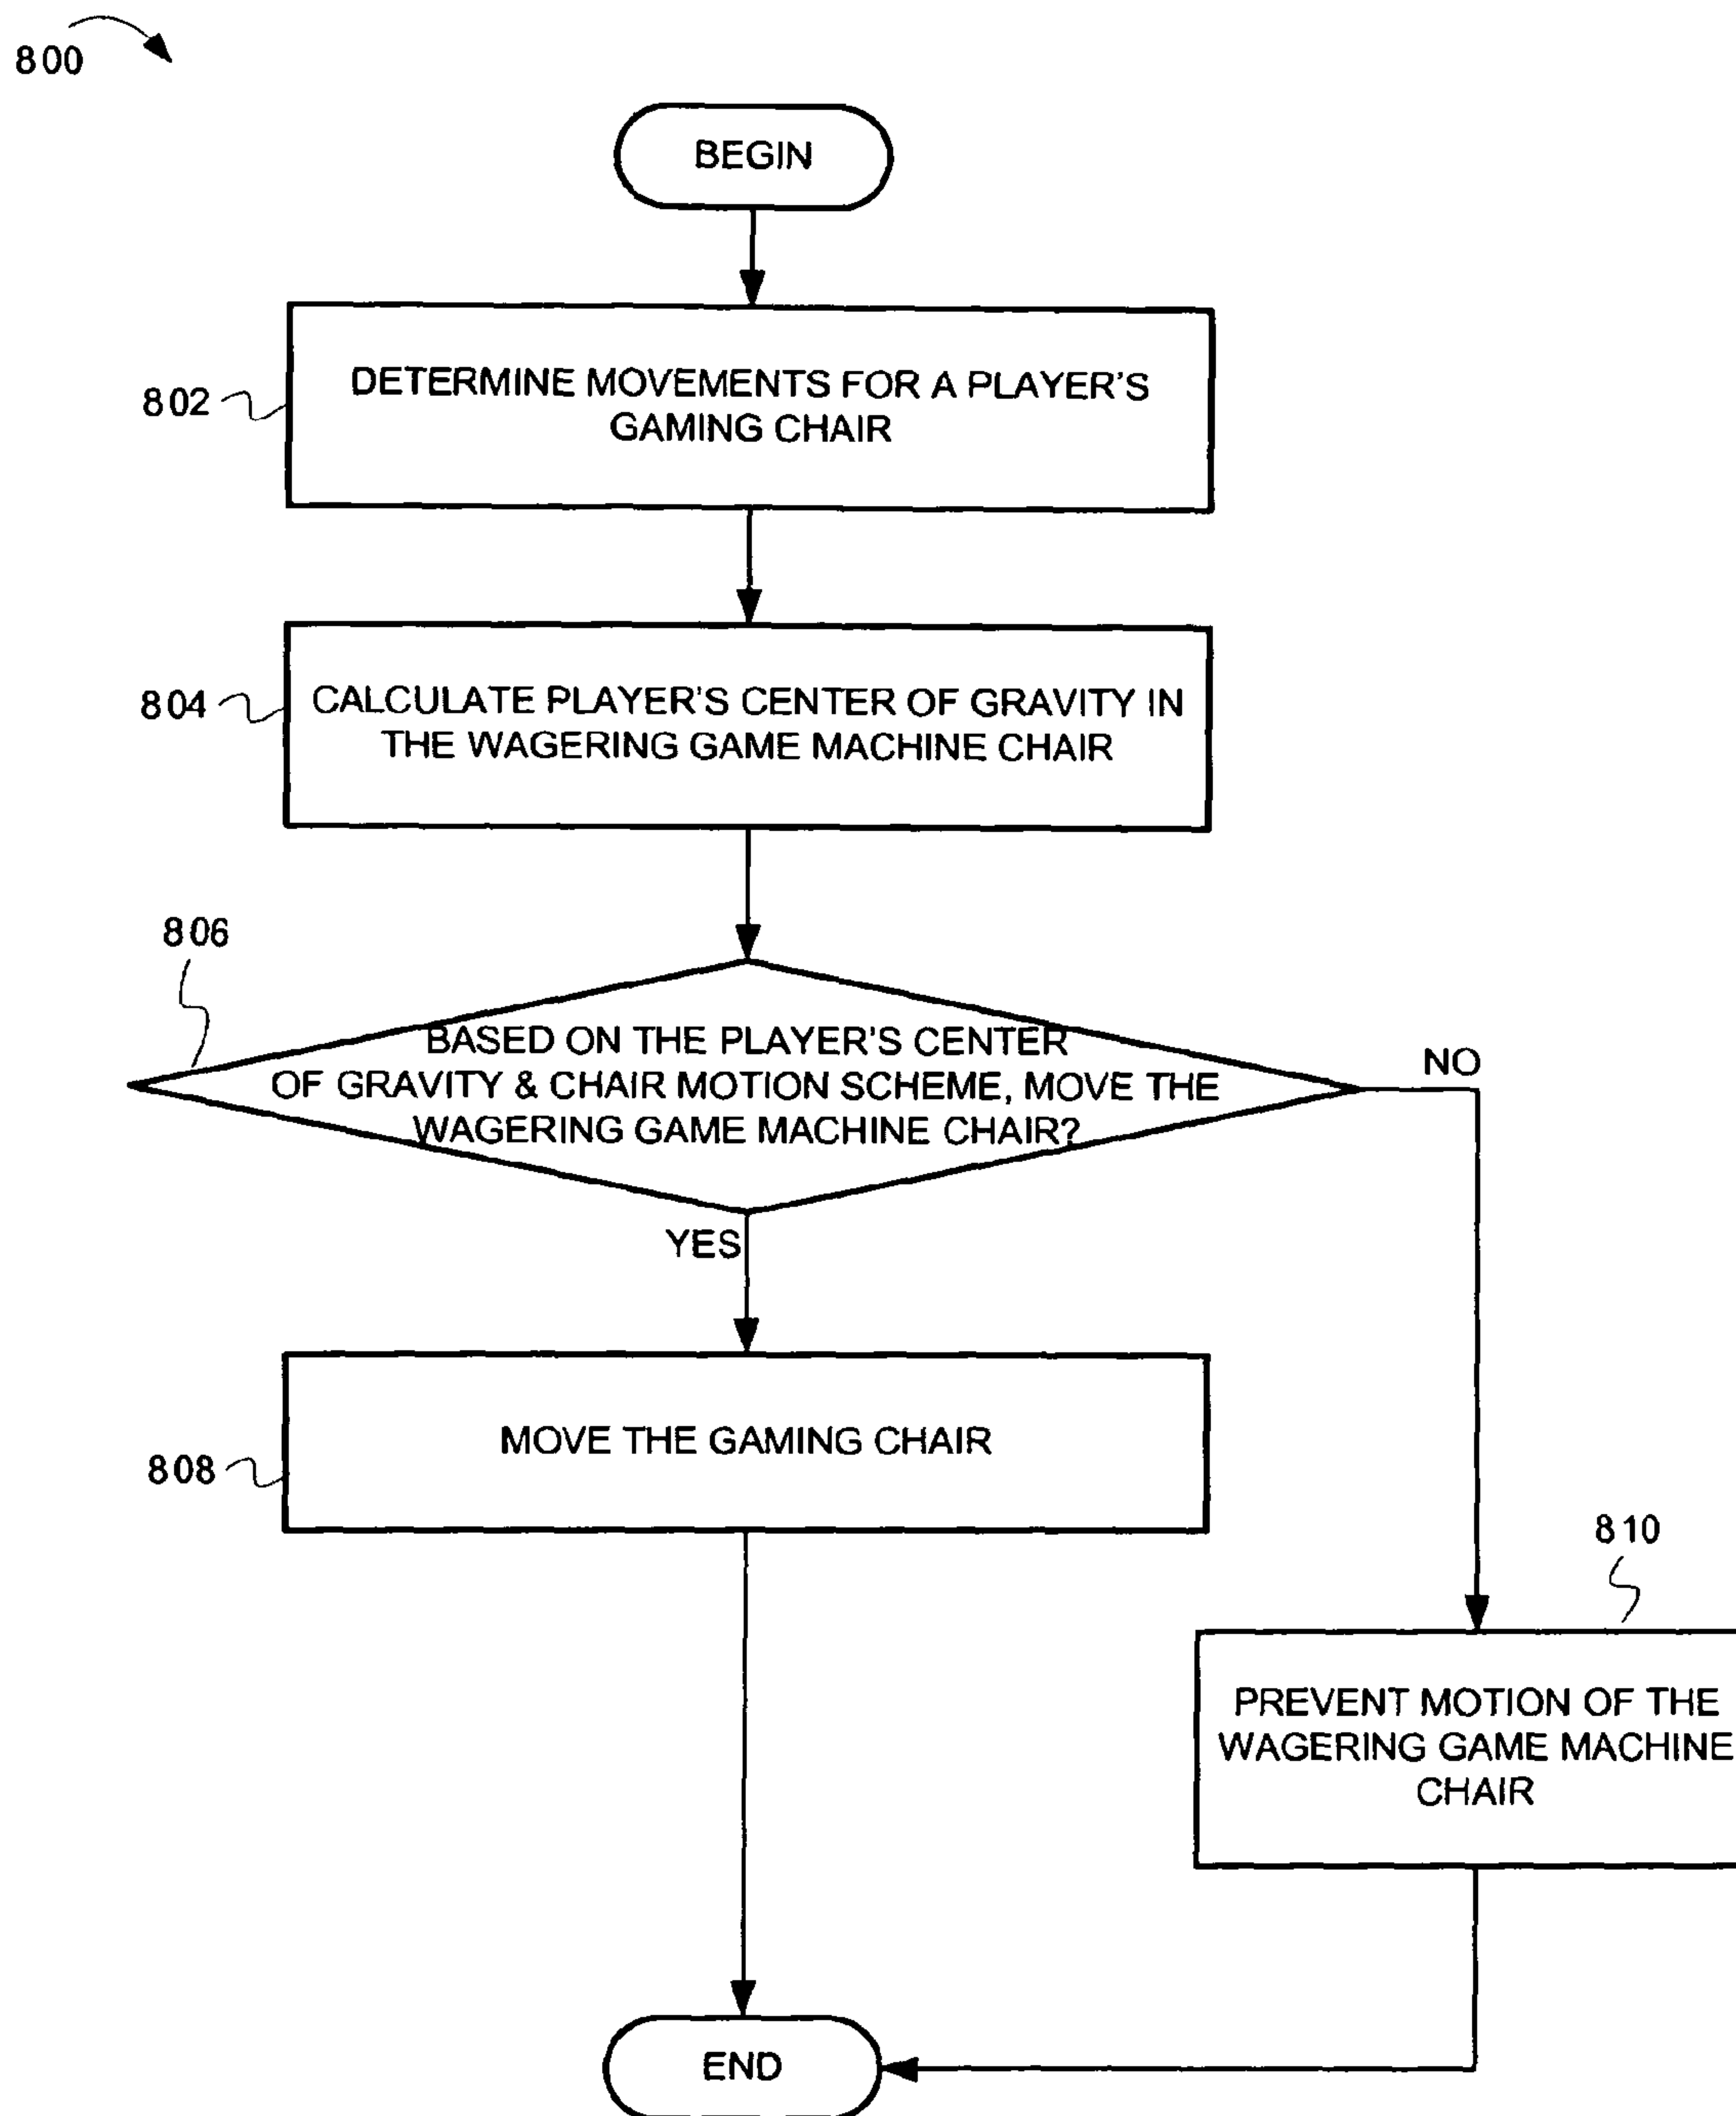 800
BEGIN
802
DETERMINE MOVEMENTS FOR A PLAYER'S
GAMING CHAIR
804
CALCULATE PLAYER'S CENTER OF GRAVITY IN
THE WAGERING GAME MACHINE CHAIR
806
BASED ON THE PLAYER'S CENTER
OF GRAVITY & CHAIR MOTION SCHEME, MOVE THE
WAGERING GAME MACHINE CHAIR?
NO
YES
MOVE THE GAMING CHAIR
808
810
PREVENT MOTION OF THE
WAGERING GAME MACHINE
CHAIR
END